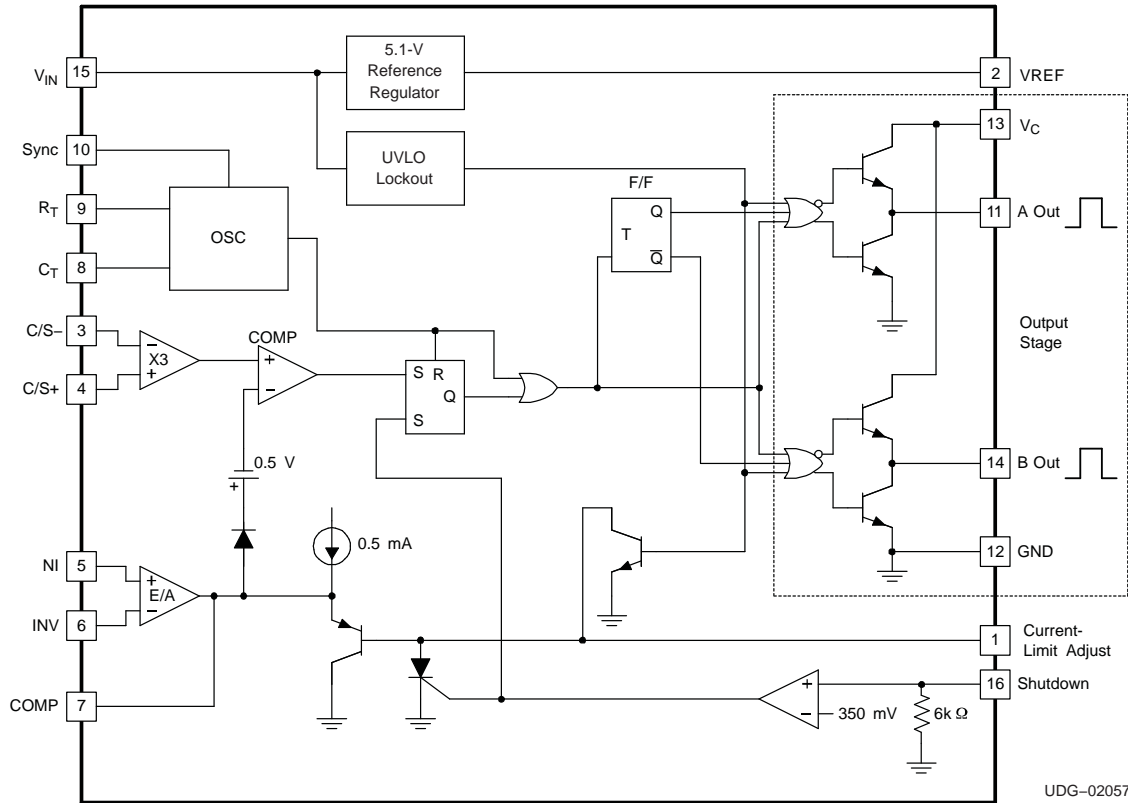 5.1-V
Reference
Regulator
V_IN 15
2 VREF
13 V_C
Sync 10
UVLO
Lockout
F/F
R_T 9
OSC
Q
T
Q̅
11 A Out
C_T 8
C/S– 3
C/S+ 4
–
X3
+
COMP
+
–
S R
Q
S
Output
Stage
0.5 V
+
14 B Out
0.5 mA
NI 5
+
E/A
–
INV 6
12 GND
1 Current-
Limit Adjust
COMP 7
16 Shutdown
+
–
350 mV
6k Ω
UDG–02057